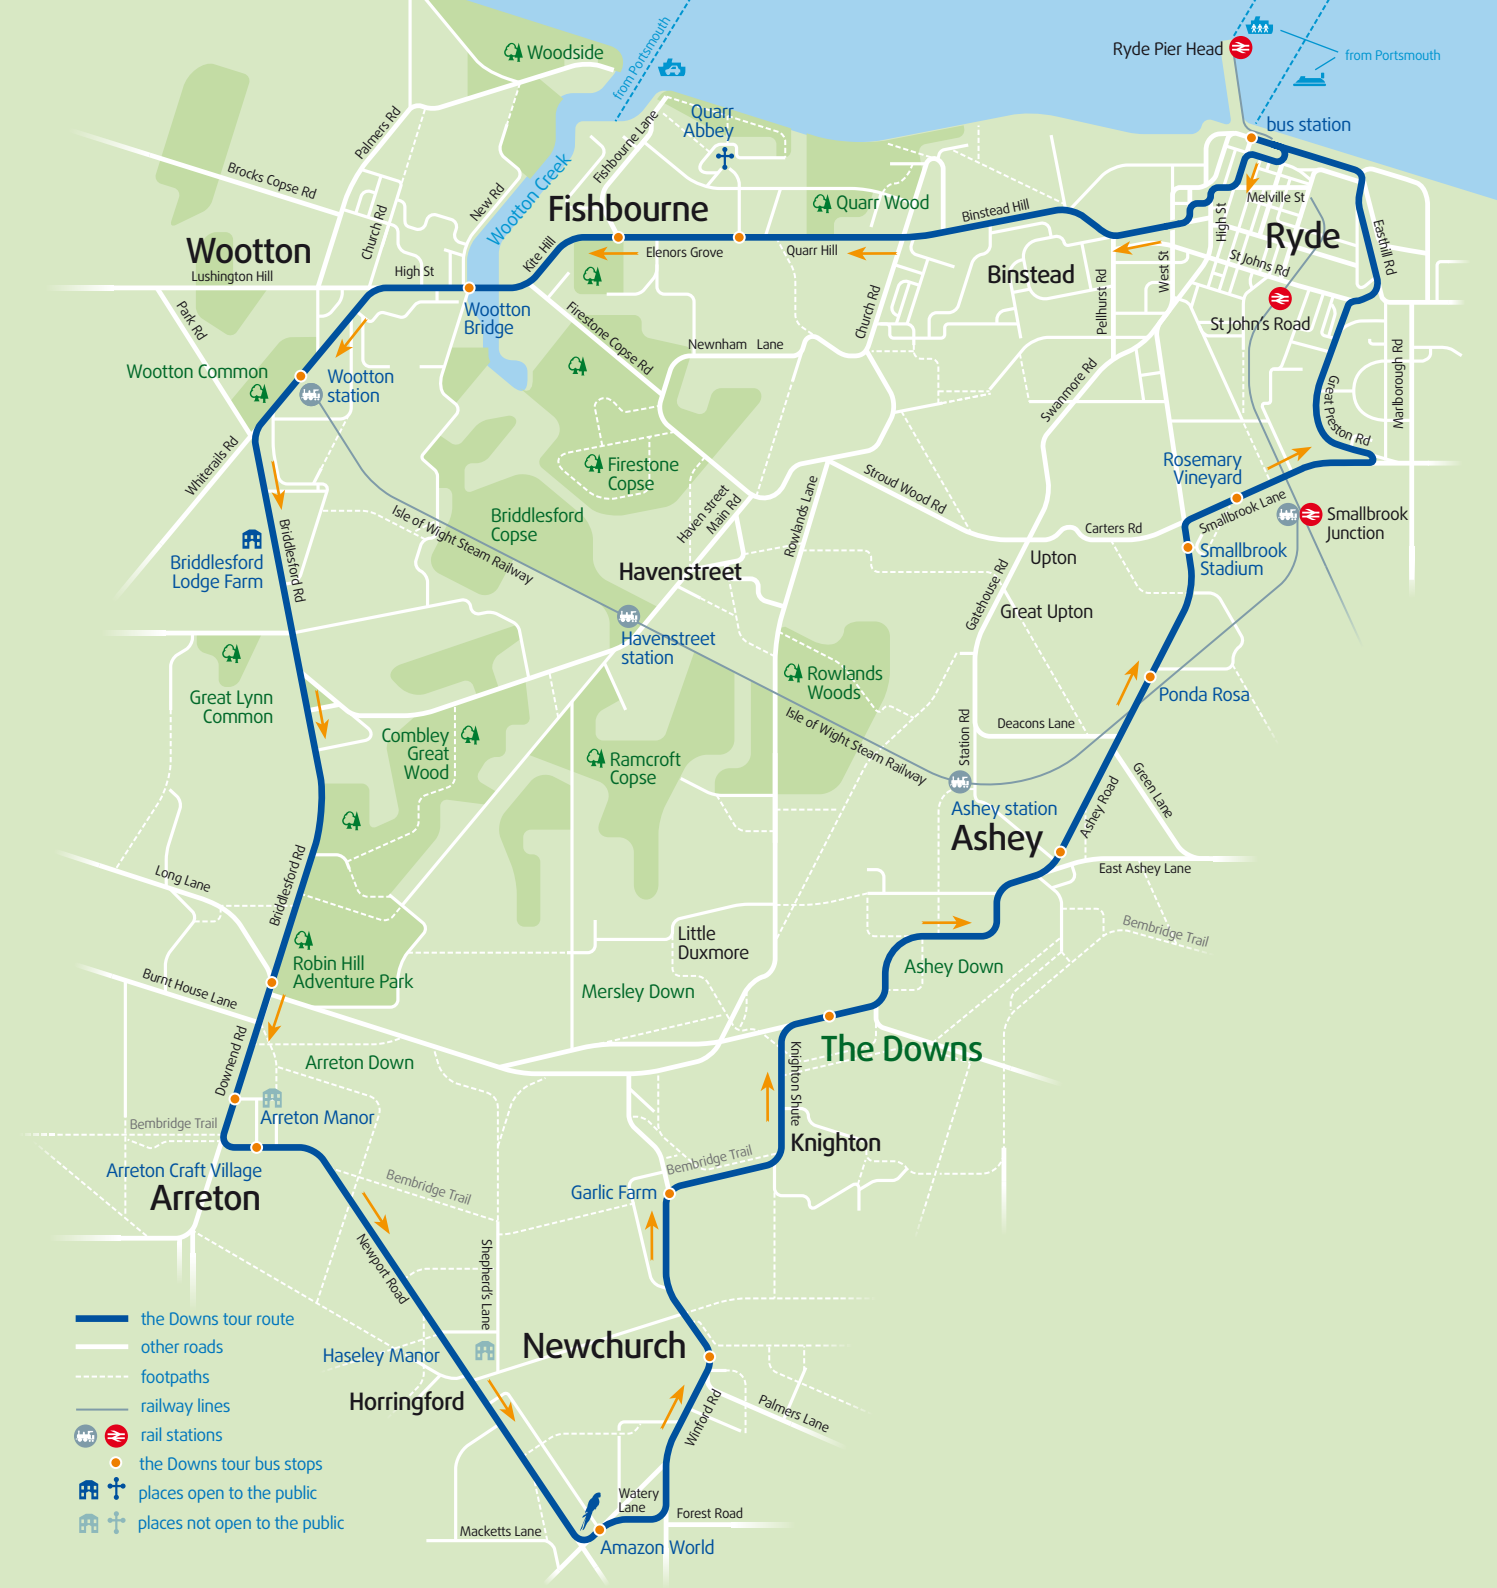 Woodside
from Portsmouth
Ryde Pier Head
from Portsmouth
bus station
Quarr
Abbey
Palmers Rd
Fishbourne Lane
Brocks Copse Rd
New Rd
Wootton Creek
Church Rd
Fishbourne
Quarr Wood
Binstead Hill
Melville St
High St
Ryde
Easthill Rd
Wootton
Lushington Hill
High St
Kite Hill
Elenors Grove
Quarr Hill
Binstead
St Johns Rd
West St
Pellhurst Rd
Park Rd
Wootton
Bridge
Firestone Copse Rd
Church Rd
St John's Road
Newnham Lane
Marlborough Rd
Wootton Common
Wootton
station
Swanmore Rd
Great Preston Rd
Whiterails Rd
Firestone
Copse
Rosemary
Vineyard
Stroud Wood Rd
Rowlands Lane
Haven street
Main Rd
Smallbrook Lane
Smallbrook
Junction
Isle of Wight Steam Railway
Briddlesford
Copse
Briddlesford Rd
Briddlesford
Lodge Farm
Carters Rd
Upton
Smallbrook
Stadium
Havenstreet
Gatehouse Rd
Great Upton
Havenstreet
station
Rowlands
Woods
Ponda Rosa
Great Lynn
Common
Combley
Great
Wood
Isle of Wight Steam Railway
Station Rd
Deacons Lane
Ramcroft
Copse
Green Lane
Ashey station
Ashey
Ashey Road
East Ashey Lane
Long Lane
Briddlesford Rd
Little
Duxmore
Bembridge Trail
Robin Hill
Adventure Park
Ashey Down
Burnt House Lane
Mersley Down
The Downs
Downend Rd
Arreton Down
Knighton Shute
Arreton Manor
Bembridge Trail
Knighton
Arreton Craft Village
Arreton
Bembridge Trail
Bembridge Trail
Garlic Farm
Newport Road
Shepherd's Lane
the Downs tour route
other roads
footpaths
railway lines
rail stations
the Downs tour bus stops
places open to the public
places not open to the public
Haseley Manor
Newchurch
Horringford
Winford Rd
Palmers Lane
Watery
Lane
Forest Road
Macketts Lane
Amazon World